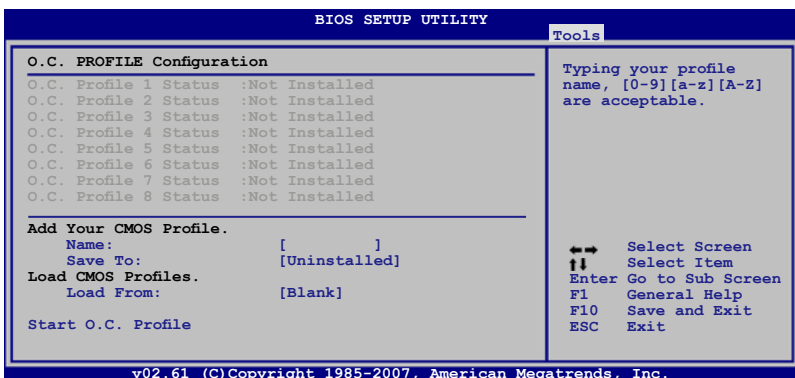 BIOS SETUP UTILITY
Tools
O.C. PROFILE Configuration
O.C. Profile 1 Status :Not Installed
O.C. Profile 2 Status :Not Installed
O.C. Profile 3 Status :Not Installed
O.C. Profile 4 Status :Not Installed
O.C. Profile 5 Status :Not Installed
O.C. Profile 6 Status :Not Installed
O.C. Profile 7 Status :Not Installed
O.C. Profile 8 Status :Not Installed
Add Your CMOS Profile.
Name: [ ]
Save To: [Uninstalled]
Load CMOS Profiles.
Load From: [Blank]
Start O.C. Profile
Typing your profile
name, [0-9][a-z][A-Z]
are acceptable.
←→ Select Screen
↑↓ Select Item
Enter Go to Sub Screen
F1 General Help
F10 Save and Exit
ESC Exit
v02.61 (C)Copyright 1985-2007, American Megatrends, Inc.